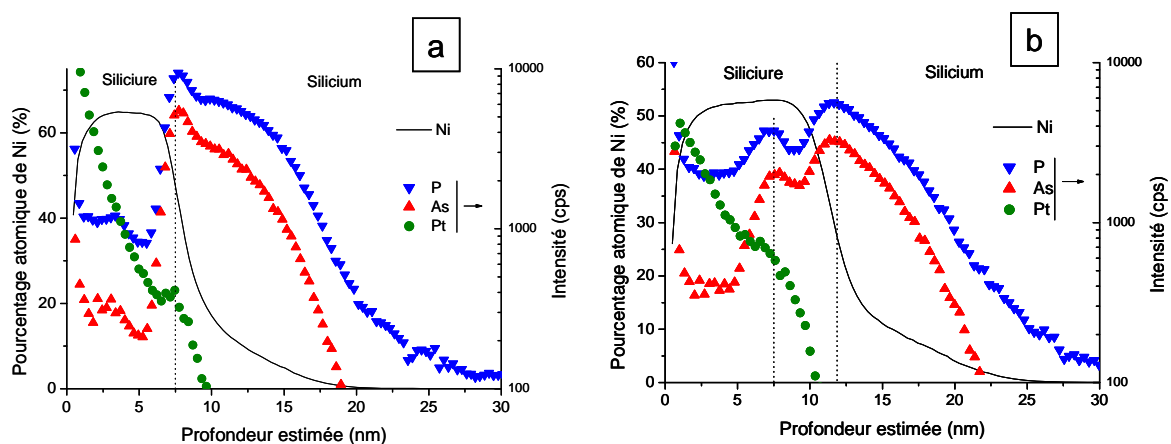 a
Siliciure
Silicium
Ni
P
As
Pt
Pourcentage atomique de Ni (%)
0
20
40
60
Intensité (cps)
10000
1000
100
0
5
10
15
20
25
30
Profondeur estimée (nm)
b
Siliciure
Silicium
Ni
P
As
Pt
Pourcentage atomique de Ni (%)
60
50
40
30
20
10
0
Intensité (cps)
10000
1000
100
0
5
10
15
20
25
30
Profondeur estimée (nm)